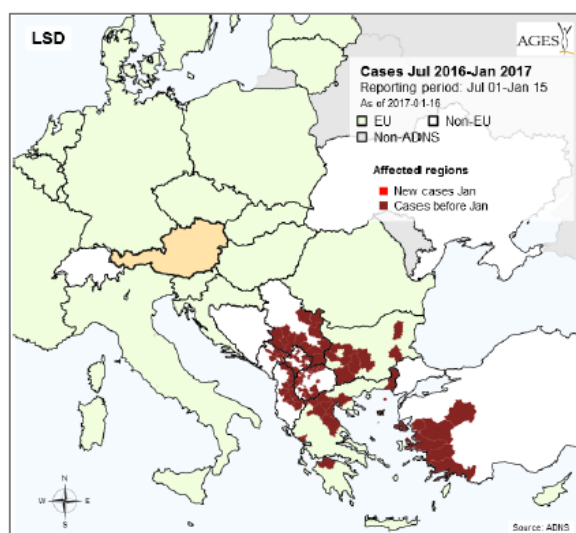 LSD
AGES
Cases Jul 2016-Jan 2017
Reporting period: Jul 01-Jan 15
As of 2017-01-16
EU
Non-EU
Non-ADNS
Affected regions
New cases Jan
Cases before Jan
N
W
E
S
Source: ADNS